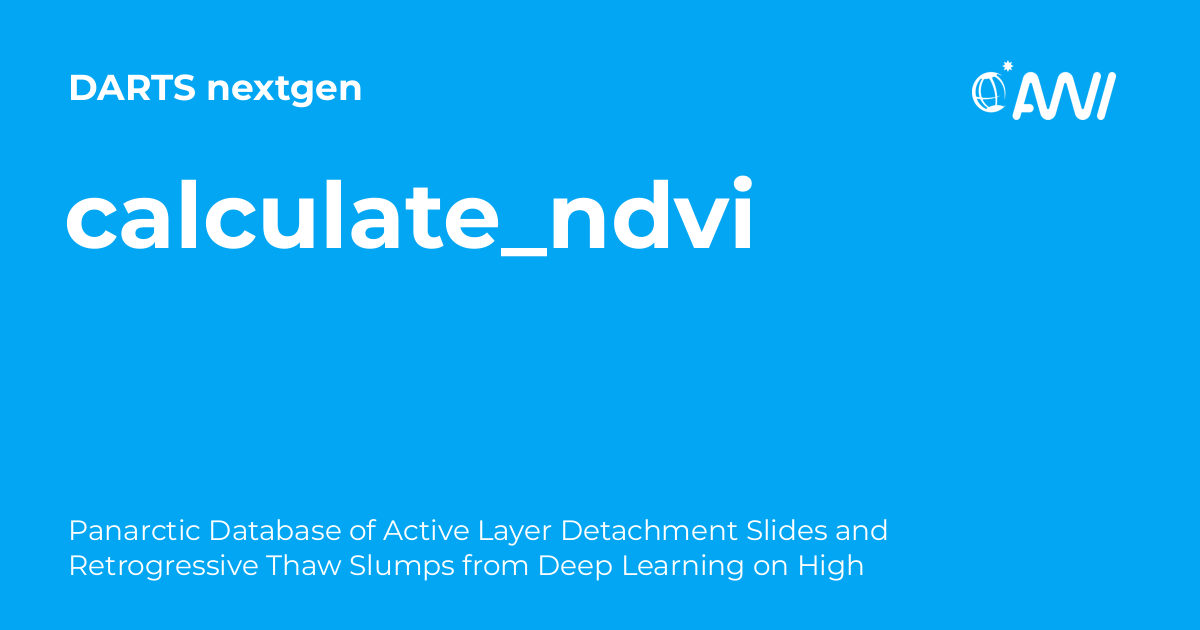 DARTS nextgen
AWI
calculate_ndvi
Panarctic Database of Active Layer Detachment Slides and
Retrogressive Thaw Slumps from Deep Learning on High